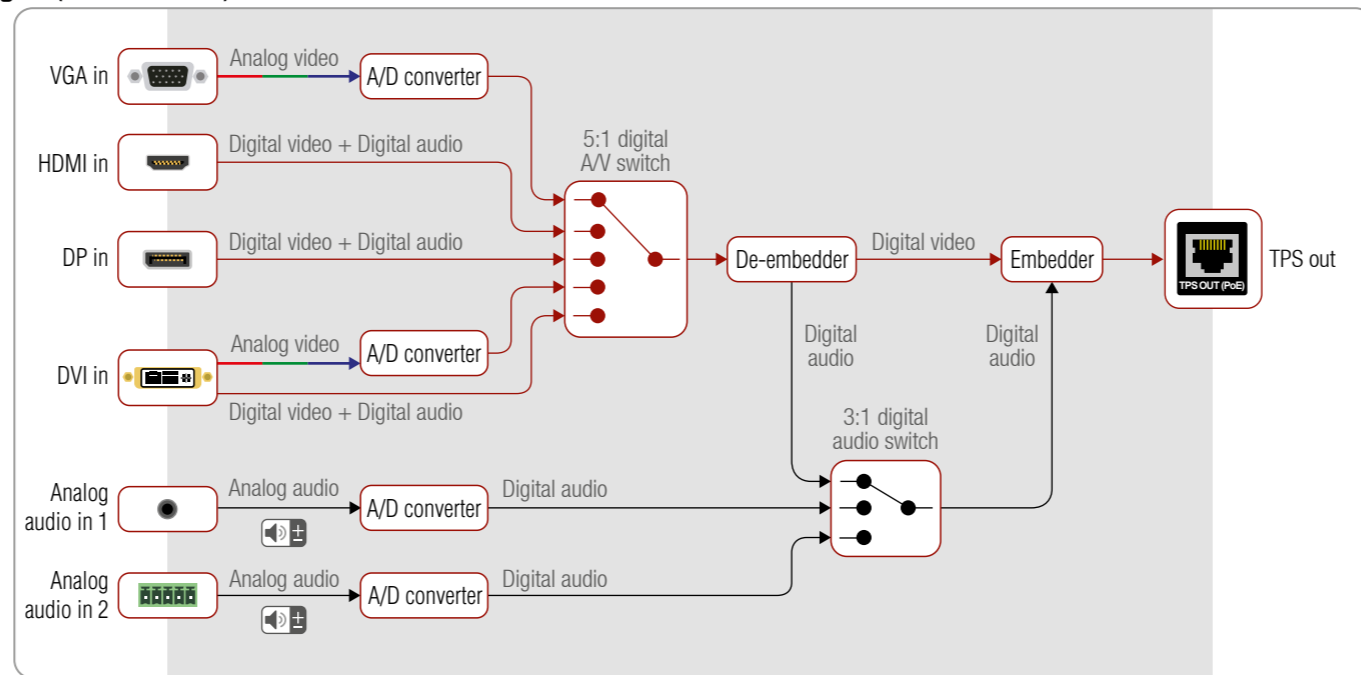 VGA in
Analog video
A/D converter
HDMI in
Digital video + Digital audio
5:1 digital
A/V switch
DP in
Digital video + Digital audio
De-embedder
Digital video
Embedder
TPS OUT (PoE)
TPS out
DVI in
Analog video
A/D converter
Digital video + Digital audio
Digital
audio
Digital
audio
3:1 digital
audio switch
Analog
audio in 1
Analog audio
A/D converter
Digital audio
Analog
audio in 2
Analog audio
A/D converter
Digital audio